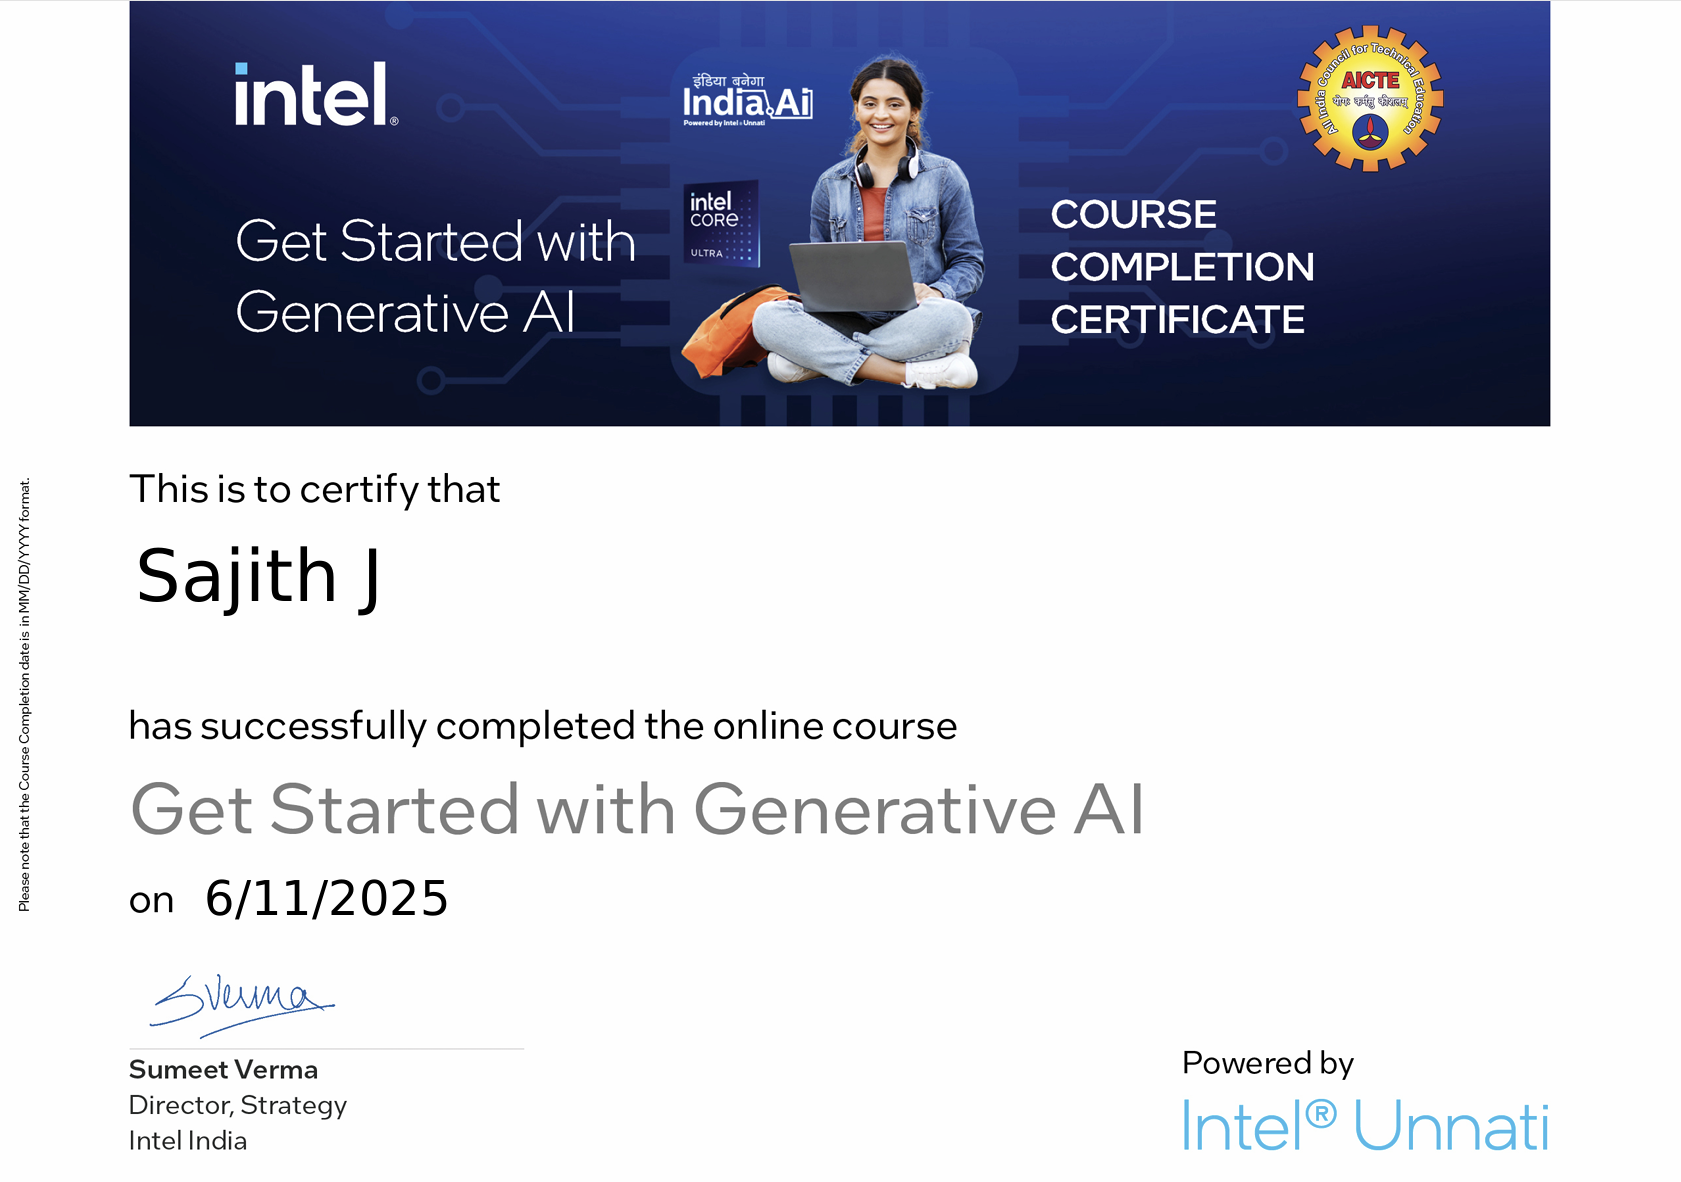 intel®
इंडिया बनेगा
India Ai
Powered by Intel® Unnati
All India Council for Technical Education
AICTE
योगः कर्मसु कौशलम्
intel
CORE
ULTRA
Get Started with
Generative AI
COURSE
COMPLETION
CERTIFICATE
This is to certify that
Sajith J
has successfully completed the online course
Get Started with Generative AI
on 6/11/2025
SVerma
Sumeet Verma
Director, Strategy
Intel India
Powered by
Intel® Unnati
Please note that the Course Completion date is in MM/DD/YYYY format.